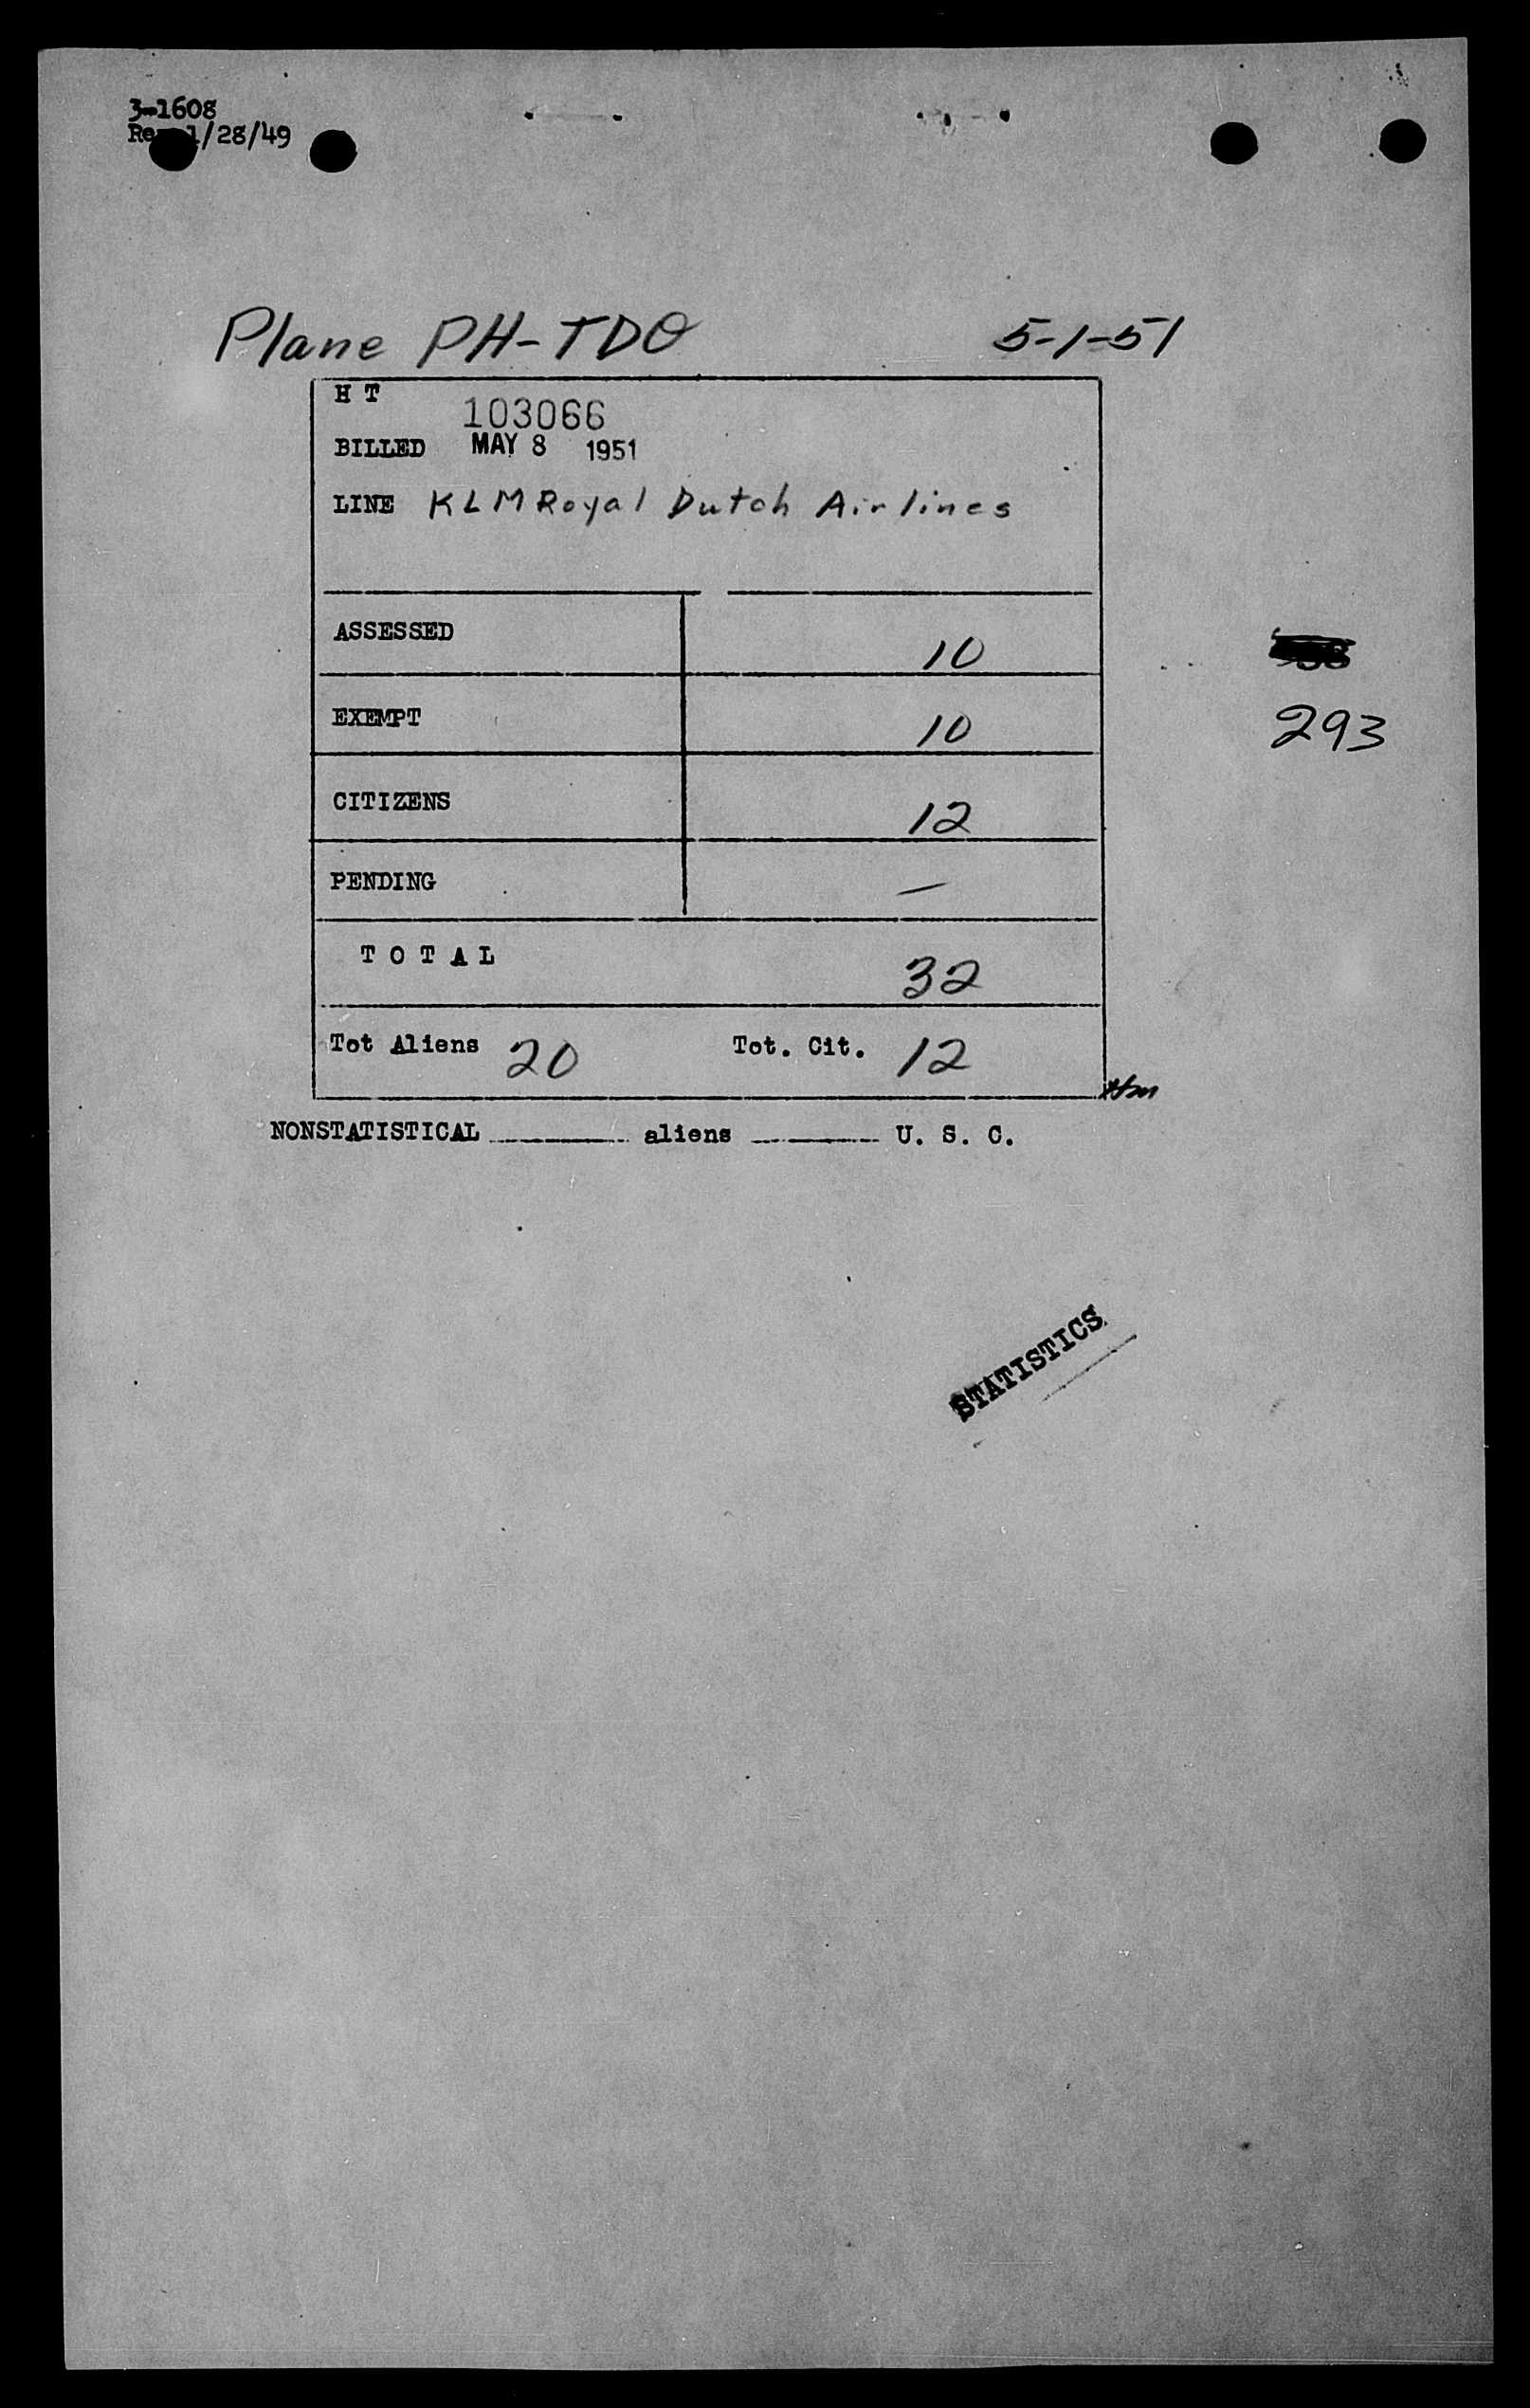 3-1608
1/28/49
Plane PH-TDO 5-1-51
H T
103066
BILLED MAY 8 1951
LINE KLM Royal Dutch Airlines
ASSESSED 10
EXEMPT 10
293
CITIZENS 12
PENDING —
TOTAL 32
Tot Aliens 20 Tot. Cit. 12
NONSTATISTICAL ______ aliens ______ U. S. C.
STATISTICS